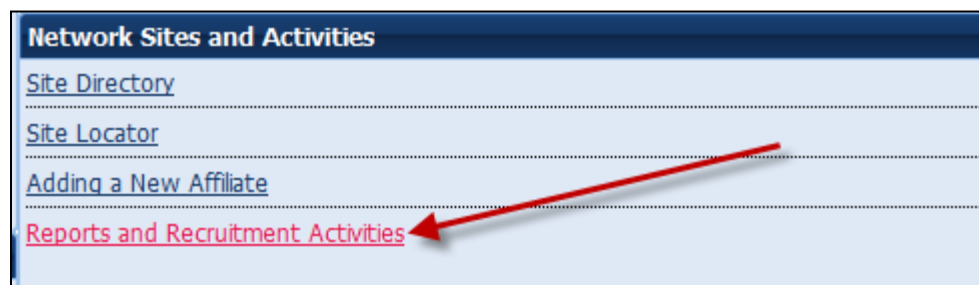 Network Sites and Activities
Site Directory
Site Locator
Adding a New Affiliate
Reports and Recruitment Activities